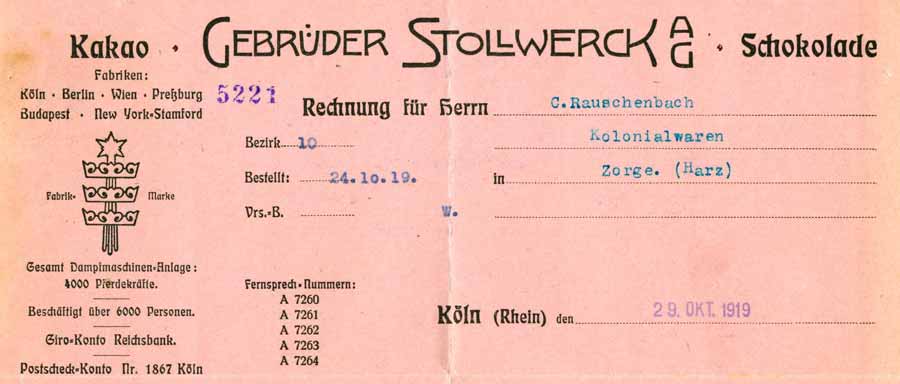 Kakao · GEBRÜDER STOLLWERCK AG · Schokolade
Fabriken:
Köln · Berlin · Wien · Preßburg
Budapest · New York-Stamford
5221
Rechnung für Herrn C.Rauschenbach
Kolonialwaren
in Zorge. (Harz)
Bezirk 10
Bestellt: 24.10.19.
Vrs.-B. W.
Fabrik- Marke
Gesamt Dampfmaschinen-Anlage:
4000 Pferdekräfte.
Beschäftigt über 6000 Personen.
Giro-Konto Reichsbank.
Postscheck-Konto Nr. 1867 Köln
Fernsprech-Nummern:
A 7260
A 7261
A 7262
A 7263
A 7264
Köln (Rhein) den 29. OKT. 1919